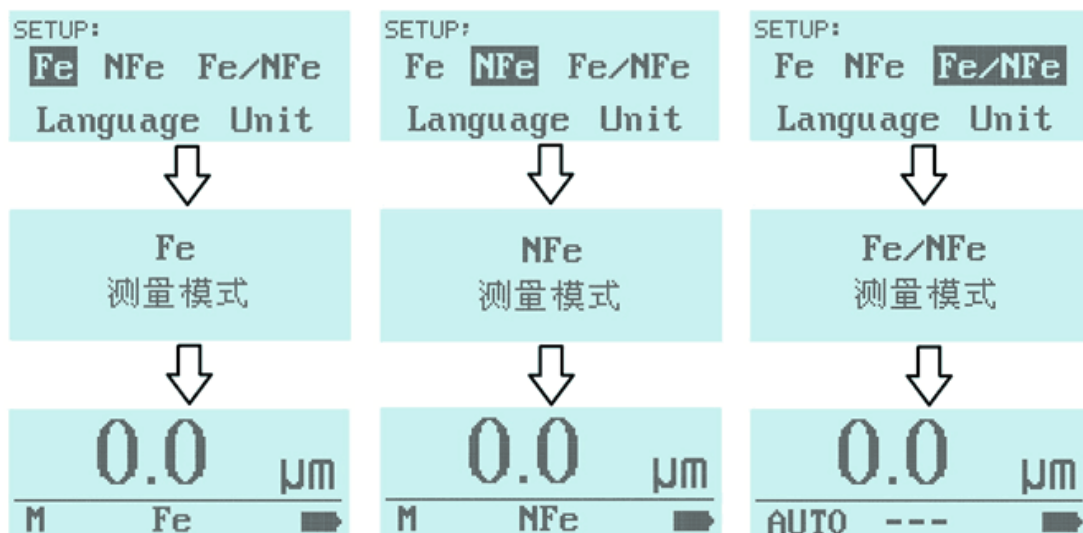 SETUP:
Fe NFe Fe/NFe
Language Unit
Fe
测量模式
0.0 μm
M Fe
SETUP:
Fe NFe Fe/NFe
Language Unit
NFe
测量模式
0.0 μm
M NFe
SETUP:
Fe NFe Fe/NFe
Language Unit
Fe/NFe
测量模式
0.0 μm
AUTO ---